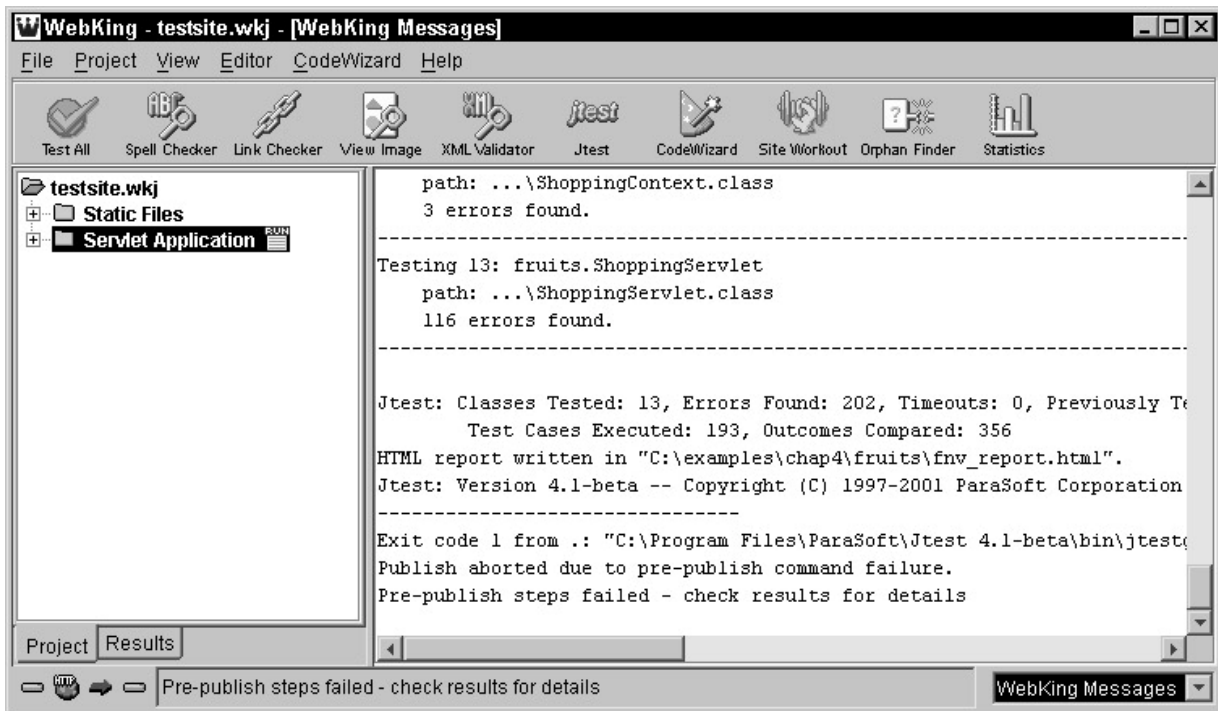 WebKing - testsite.wkj - [WebKing Messages]
File Project View Editor CodeWizard Help
Test All Spell Checker Link Checker View Image XML Validator Jtest CodeWizard Site Workout Orphan Finder Statistics
testsite.wkj
Static Files
Servlet Application RUN
path: ...\ShoppingContext.class
3 errors found.
--------------------------------------------------------------------------------
Testing 13: fruits.ShoppingServlet
path: ...\ShoppingServlet.class
116 errors found.
--------------------------------------------------------------------------------
Jtest: Classes Tested: 13, Errors Found: 202, Timeouts: 0, Previously Te
Test Cases Executed: 193, Outcomes Compared: 356
HTML report written in "C:\examples\chap4\fruits\fnv_report.html".
Jtest: Version 4.1-beta -- Copyright (C) 1997-2001 ParaSoft Corporation
--------------------------------
Exit code 1 from .: "C:\Program Files\ParaSoft\Jtest 4.1-beta\bin\jtest
Publish aborted due to pre-publish command failure.
Pre-publish steps failed - check results for details
Project Results
Pre-publish steps failed - check results for details
WebKing Messages